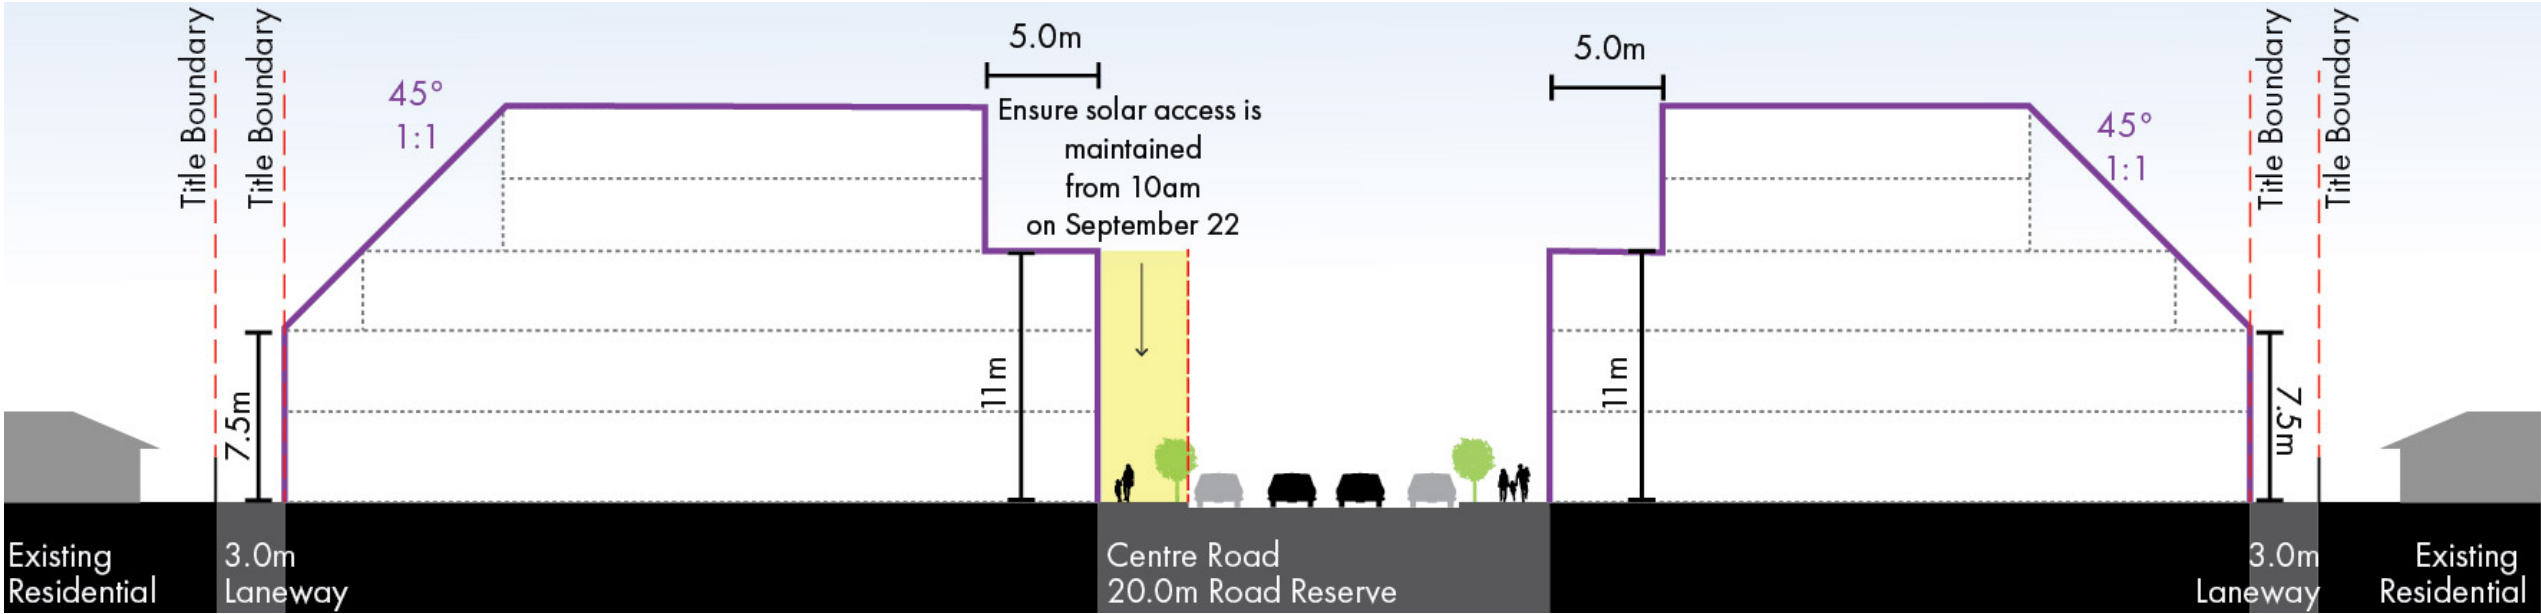 Title Boundary
Title Boundary
45°
1:1
5.0m
Ensure solar access is
maintained
from 10am
on September 22
5.0m
45°
1:1
Title Boundary
Title Boundary
7.5m
11m
11m
7.5m
Existing
Residential
3.0m
Laneway
Centre Road
20.0m Road Reserve
3.0m
Laneway
Existing
Residential